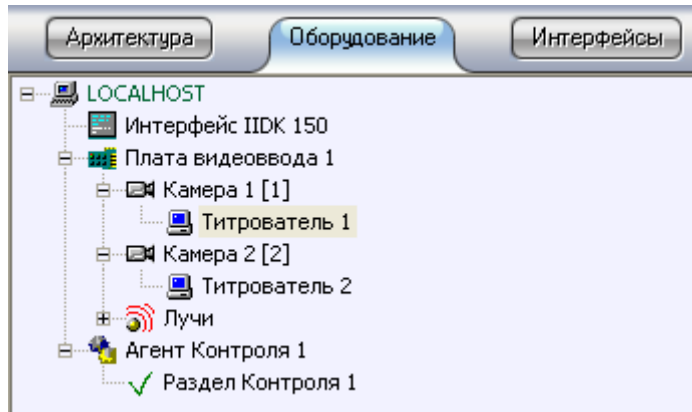 Архитектура Оборудование Интерфейсы
LOCALHOST
Интерфейс IIDK 150
Плата видеоввода 1
Камера 1 [1]
Титрователь 1
Камера 2 [2]
Титрователь 2
Лучи
Агент Контроля 1
Раздел Контроля 1